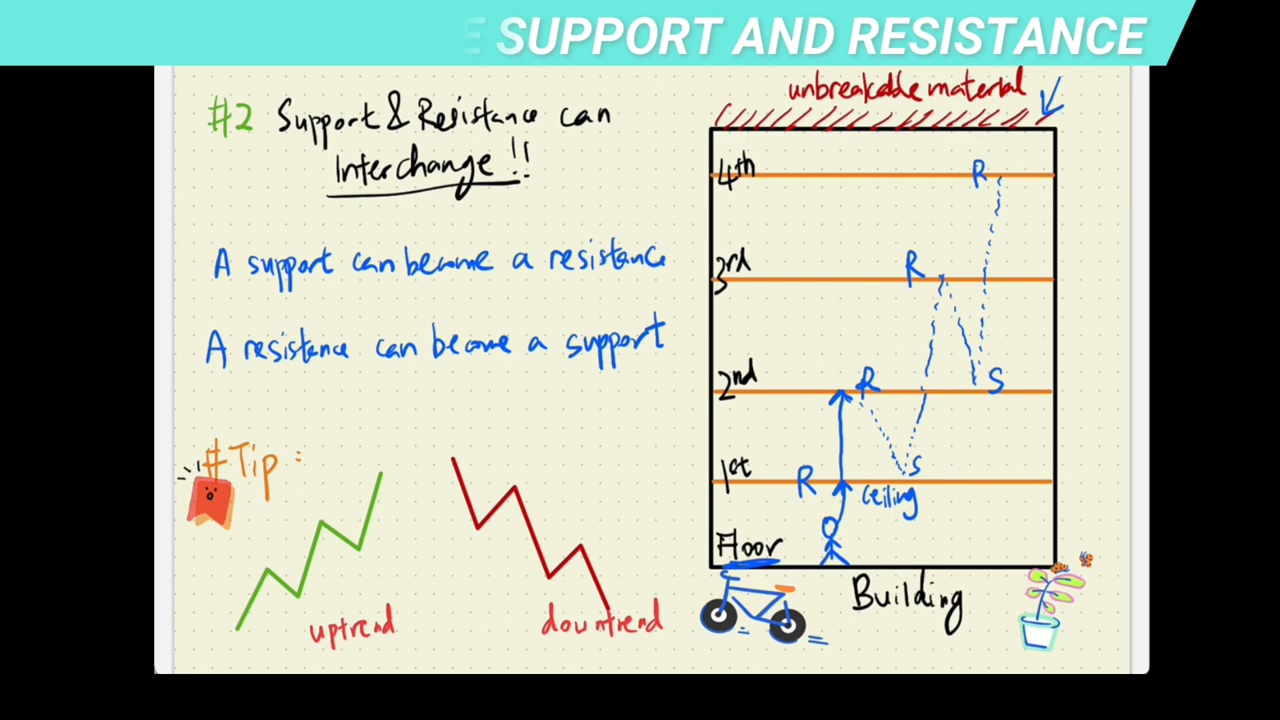 SUPPORT AND RESISTANCE
#2 Support & Resistance can
Interchange!!
A support can become a resistance
A resistance can become a support
#Tip:
uptrend
downtrend
unbreakable material
4th
R
3rd
R
2nd
R
S
1st
R
S
ceiling
Floor
Building